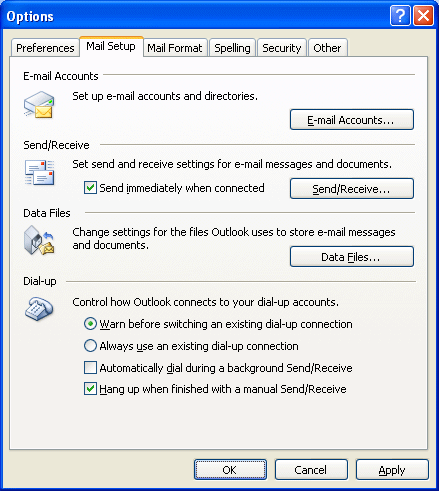 Options
Preferences Mail Setup Mail Format Spelling Security Other
E-mail Accounts
Set up e-mail accounts and directories.
E-mail Accounts...
Send/Receive
Set send and receive settings for e-mail messages and documents.
Send immediately when connected
Send/Receive...
Data Files
Change settings for the files Outlook uses to store e-mail messages
and documents.
Data Files...
Dial-up
Control how Outlook connects to your dial-up accounts.
Warn before switching an existing dial-up connection
Always use an existing dial-up connection
Automatically dial during a background Send/Receive
Hang up when finished with a manual Send/Receive
OK Cancel Apply